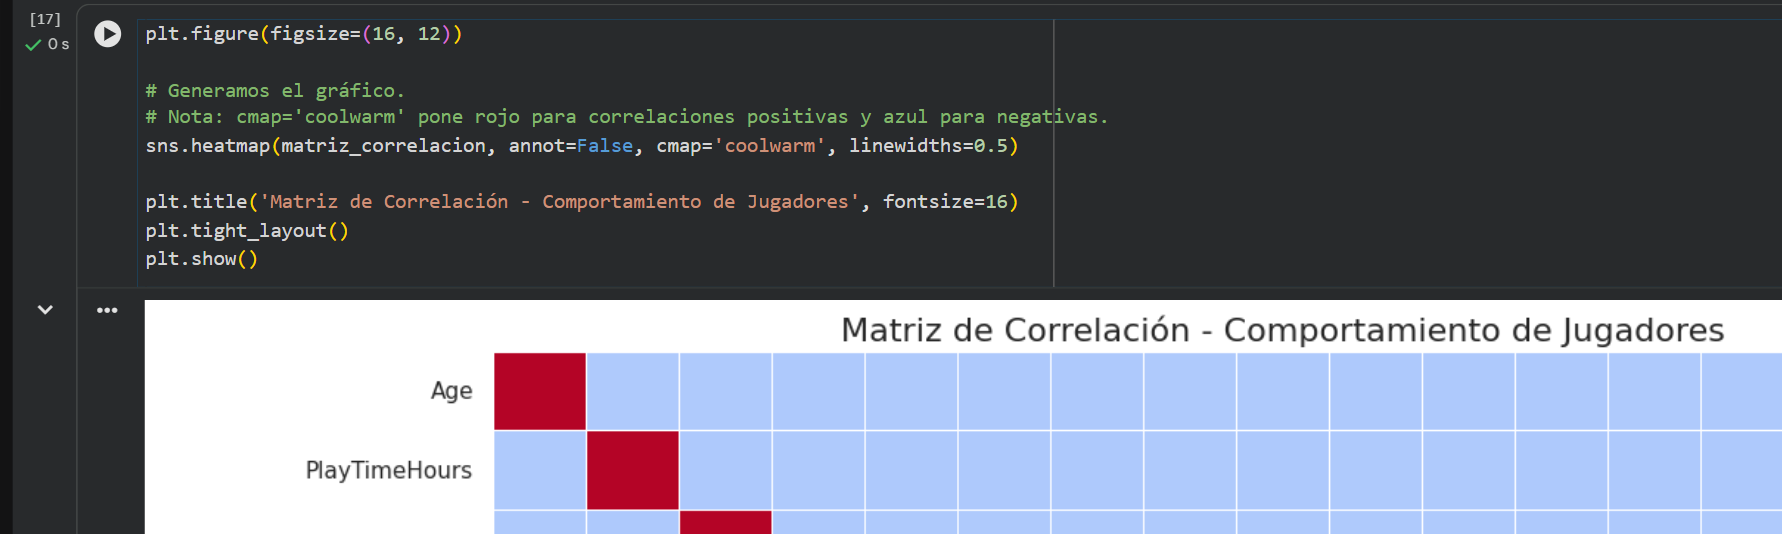 [17]
0 s
plt.figure(figsize=(16, 12))
# Generamos el gráfico.
# Nota: cmap='coolwarm' pone rojo para correlaciones positivas y azul para negativas.
sns.heatmap(matriz_correlacion, annot=False, cmap='coolwarm', linewidths=0.5)
plt.title('Matriz de Correlación - Comportamiento de Jugadores', fontsize=16)
plt.tight_layout()
plt.show()
Matriz de Correlación - Comportamiento de Jugadores
Age
PlayTimeHours